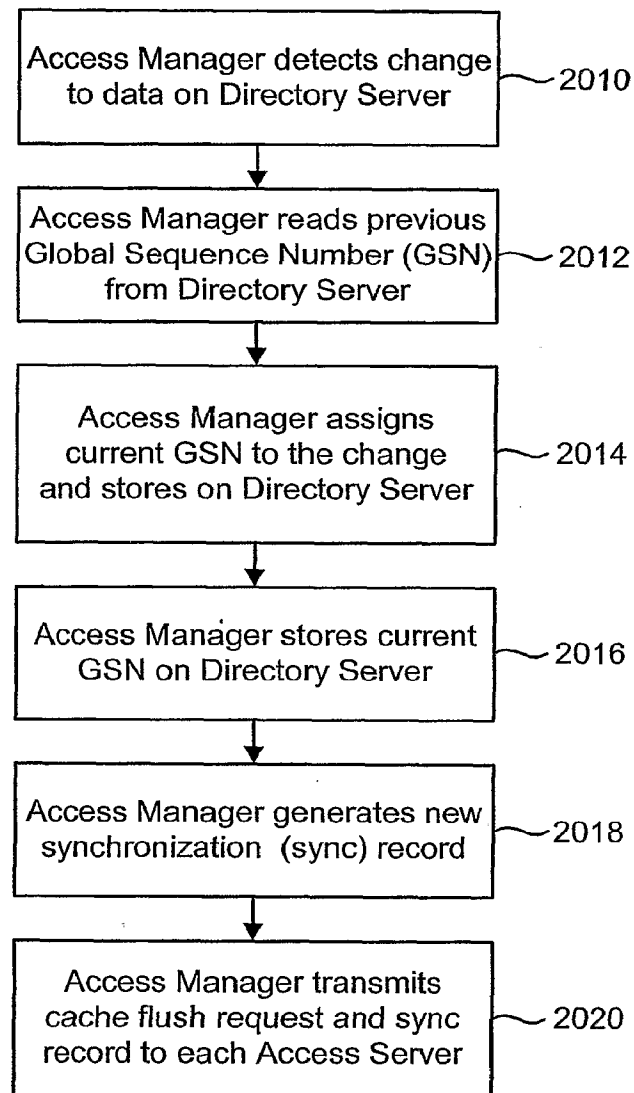 Access Manager detects change
to data on Directory Server
2010
Access Manager reads previous
Global Sequence Number (GSN)
from Directory Server
2012
Access Manager assigns
current GSN to the change
and stores on Directory Server
2014
Access Manager stores current
GSN on Directory Server
2016
Access Manager generates new
synchronization (sync) record
2018
Access Manager transmits
cache flush request and sync
record to each Access Server
2020